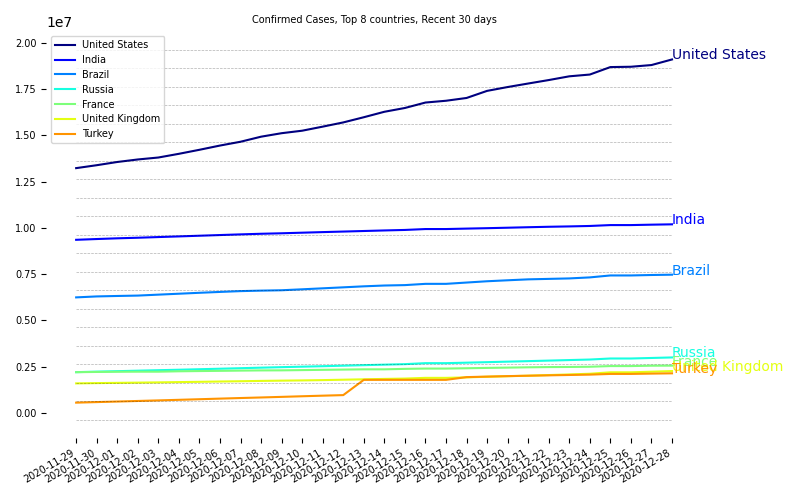 Confirmed Cases, Top 8 countries, Recent 30 days
1e7
2.00
1.75
1.50
1.25
1.00
0.75
0.50
0.25
0.00
United States
India
Brazil
Russia
France
United Kingdom
Turkey
United States
India
Brazil
Russia
France
United Kingdom
Turkey
2020-11-29
2020-11-30
2020-12-01
2020-12-02
2020-12-03
2020-12-04
2020-12-05
2020-12-06
2020-12-07
2020-12-08
2020-12-09
2020-12-10
2020-12-11
2020-12-12
2020-12-13
2020-12-14
2020-12-15
2020-12-16
2020-12-17
2020-12-18
2020-12-19
2020-12-20
2020-12-21
2020-12-22
2020-12-23
2020-12-24
2020-12-25
2020-12-26
2020-12-27
2020-12-28